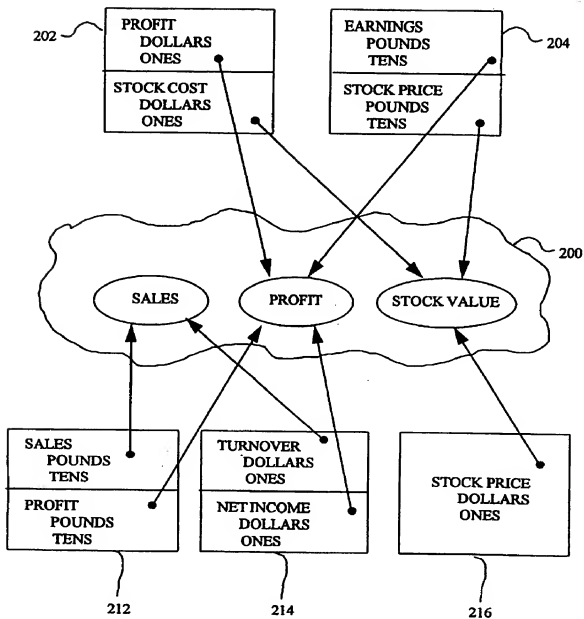 202
PROFIT
DOLLARS
ONES
STOCK COST
DOLLARS
ONES
EARNINGS
POUNDS
TENS
STOCK PRICE
POUNDS
TENS
204
200
SALES
PROFIT
STOCK VALUE
SALES
POUNDS
TENS
PROFIT
POUNDS
TENS
TURNOVER
DOLLARS
ONES
NET INCOME
DOLLARS
ONES
STOCK PRICE
DOLLARS
ONES
212
214
216